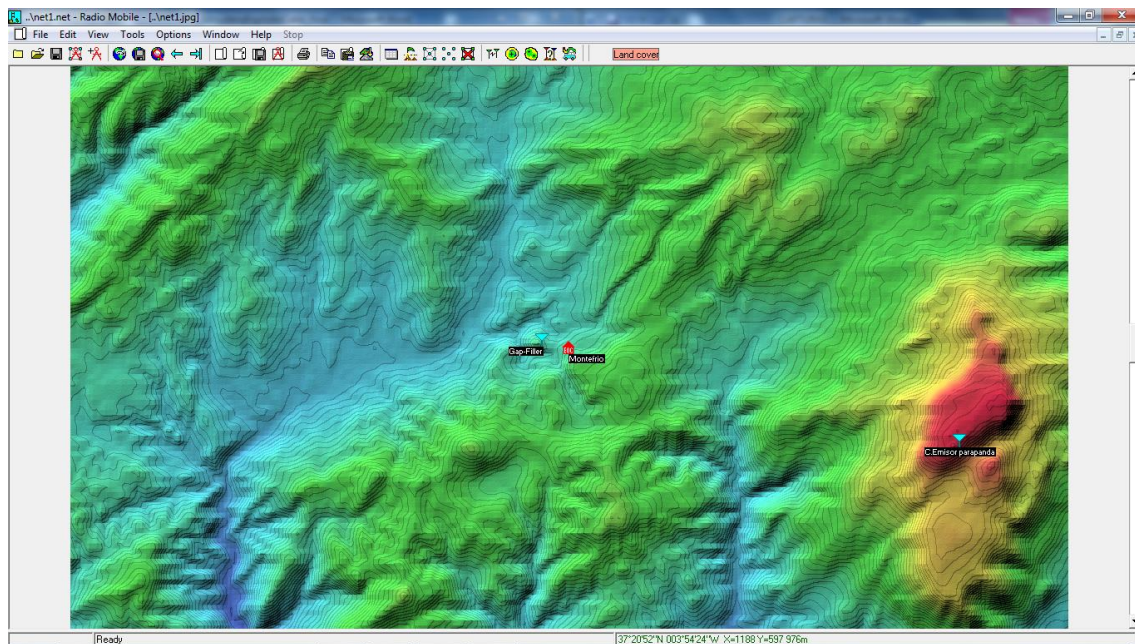 ..\net1.net - Radio Mobile - [..\net1.jpg]
File Edit View Tools Options Window Help Stop
Land cover
Gap-Filler
Montefrio
C.Emisor parapanda
Ready
37°20'52"N 003°54'24"W X=1188 Y=597 976m